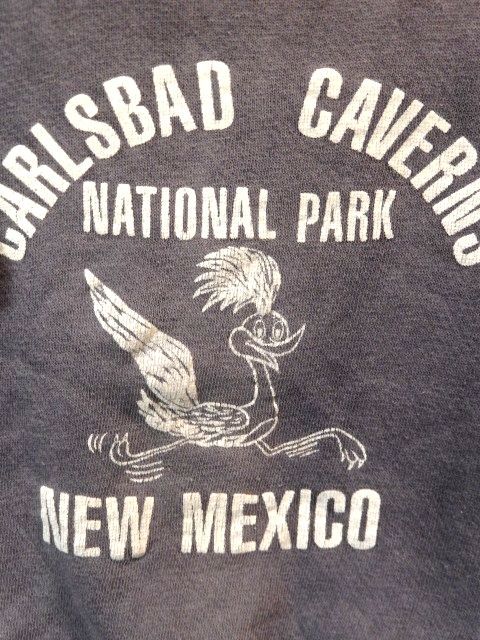 CARLSBAD CAVERNS
NATIONAL PARK
NEW MEXICO